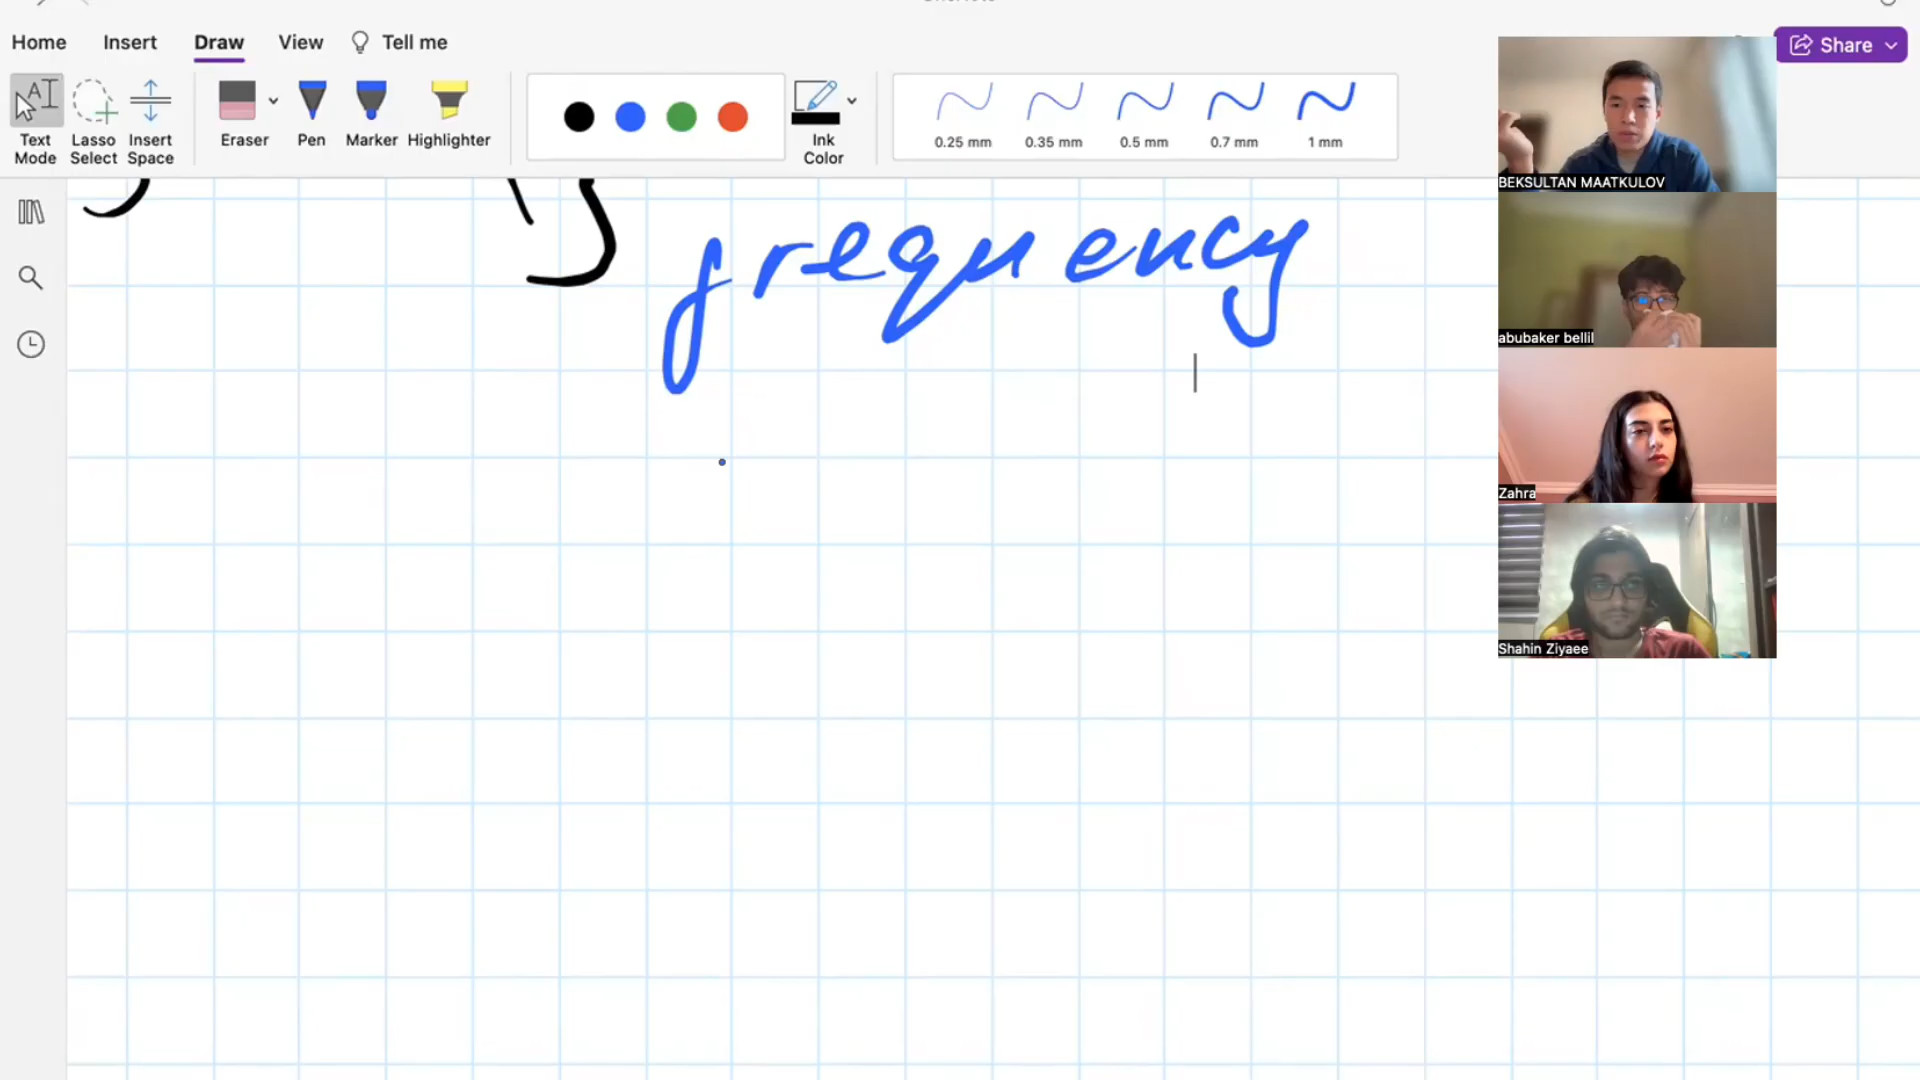 Home Insert Draw View Tell me Share
Text Mode
Lasso Select
Insert Space
Eraser
Pen
Marker
Highlighter
Ink Color
0.25 mm 0.35 mm 0.5 mm 0.7 mm 1 mm
frequency
BEKSULTAN MAATKULOV
abubaker bellil
Zahra
Shahin Ziyaee